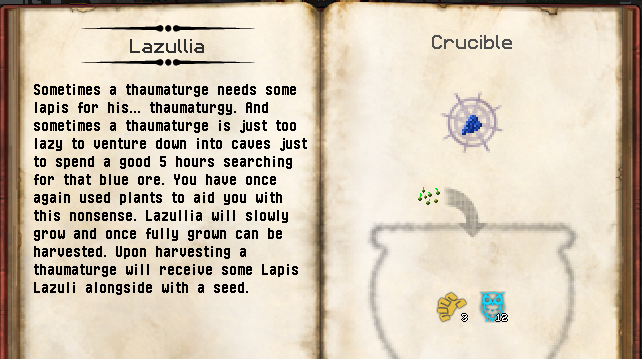 Lazullia
Sometimes a thaumaturge needs some
lapis for his... thaumaturgy. And
sometimes a thaumaturge is just too
lazy to venture down into caves just
to spend a good 5 hours searching
for that blue ore. You have once
again used plants to aid you with
this nonsense. Lazullia will slowly
grow and once fully grown can be
harvested. Upon harvesting a
thaumaturge will receive some Lapis
Lazuli alongside with a seed.
Crucible
3 12